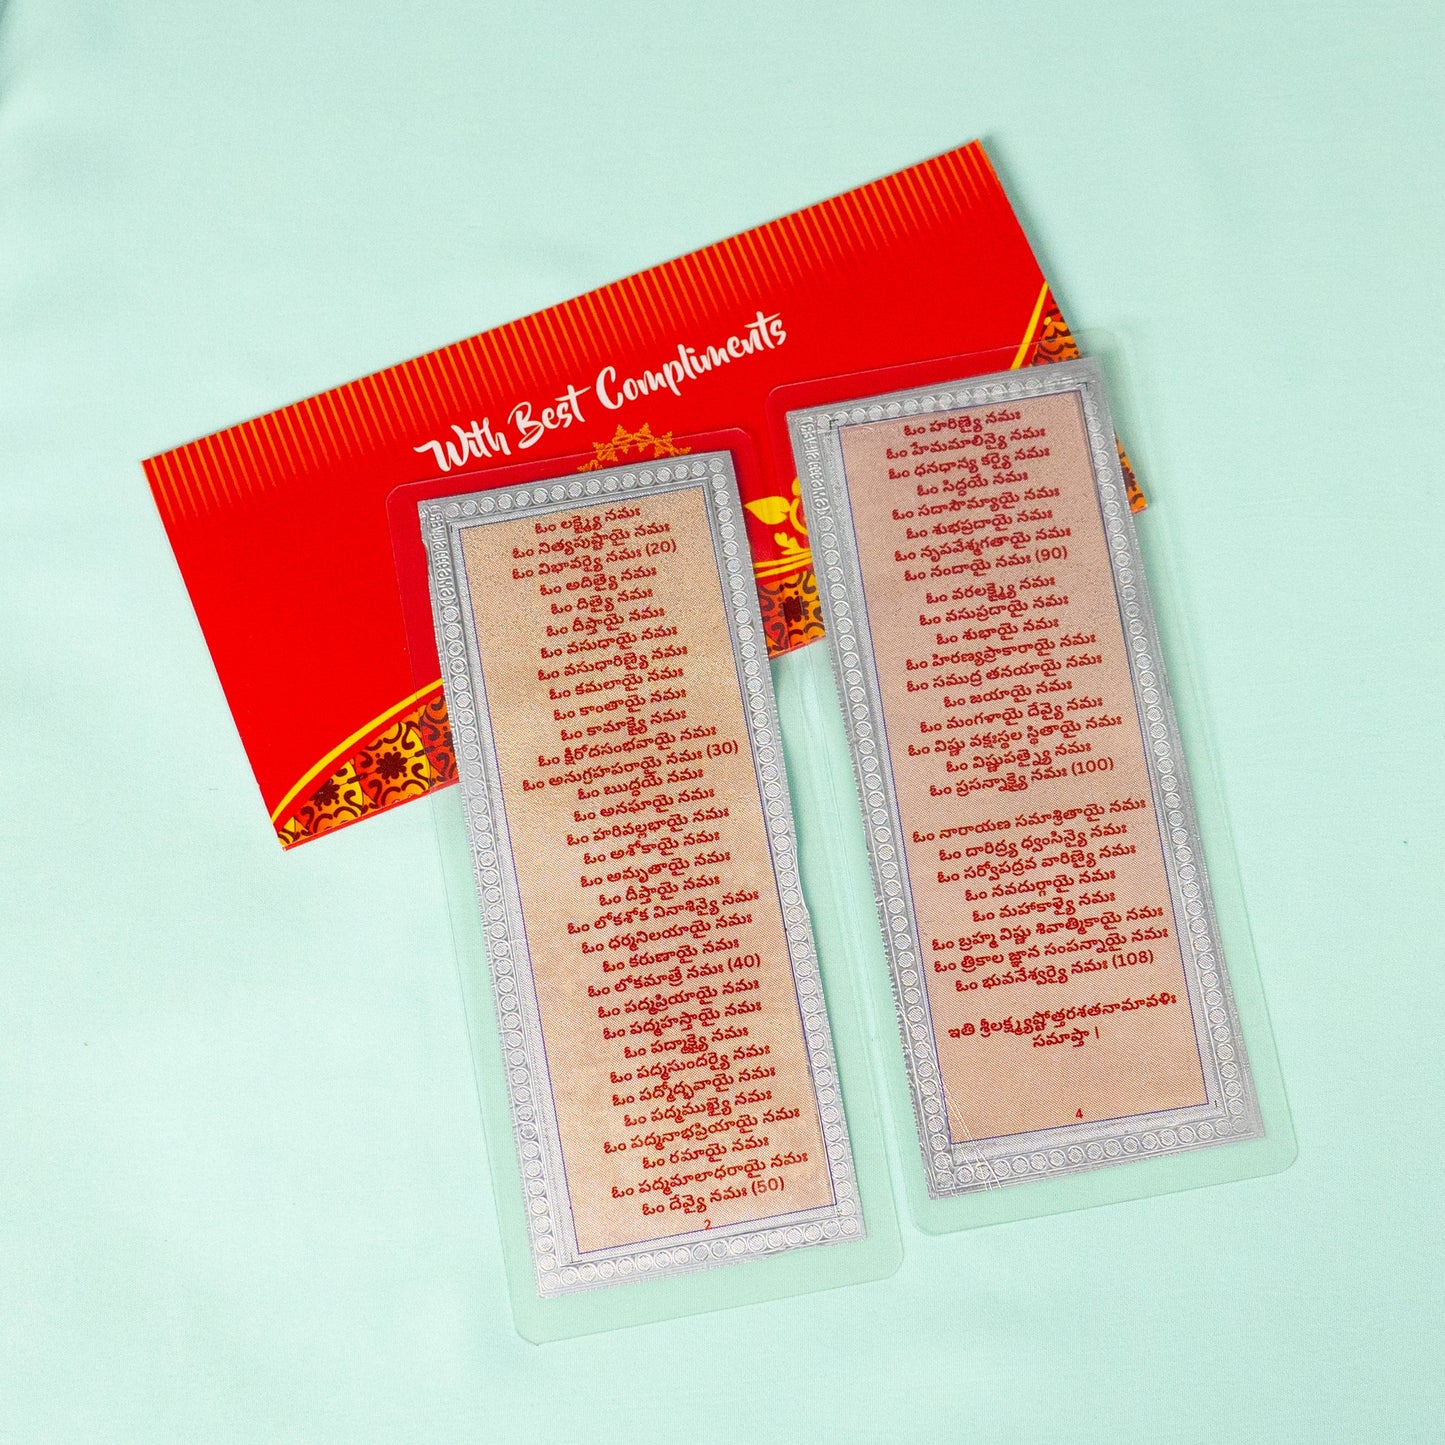 With Best Compliments
ఓం లక్ష్మ్యై నమః
ఓం నిత్యపుష్టాయై నమః
ఓం విభావర్యై నమః (20)
ఓం అదిత్యై నమః
ఓం దిత్యై నమః
ఓం దీప్తాయై నమః
ఓం వసుధాయై నమః
ఓం వసుధారిణ్యై నమః
ఓం కమలాయై నమః
ఓం కాంతాయై నమః
ఓం కామాక్ష్యై నమః
ఓం క్షీరోదసంభవాయై నమః
ఓం అనుగ్రహపరాయై నమః (30)
ఓం ఋద్ధయే నమః
ఓం అనఘాయై నమః
ఓం హరివల్లభాయై నమః
ఓం అశోకాయై నమః
ఓం అమృతాయై నమః
ఓం దీప్తాయై నమః
ఓం లోకశోక వినాశిన్యై నమః
ఓం ధర్మనిలయాయై నమః
ఓం కరుణాయై నమః
ఓం లోకమాత్రే నమః (40)
ఓం పద్మప్రియాయై నమః
ఓం పద్మహస్తాయై నమః
ఓం పద్మాక్ష్యై నమః
ఓం పద్మసుందర్యై నమః
ఓం పద్మోద్భవాయై నమః
ఓం పద్మముఖ్యై నమః
ఓం పద్మనాభప్రియాయై నమః
ఓం రమాయై నమః
ఓం పద్మమాలాధరాయై నమః
ఓం దేవ్యై నమః (50)
2
ఓం హరిణ్యై నమః
ఓం హేమమాలిన్యై నమః
ఓం ధనధాన్య కర్యై నమః
ఓం సిద్ధయే నమః
ఓం సదాసౌమ్యాయై నమః
ఓం శుభప్రదాయై నమః
ఓం నృపవేశ్మగతాయై నమః
ఓం నందాయై నమః (90)
ఓం వరలక్ష్మ్యై నమః
ఓం వసుప్రదాయై నమః
ఓం శుభాయై నమః
ఓం హిరణ్యప్రాకారాయై నమః
ఓం సముద్ర తనయాయై నమః
ఓం జయాయై నమః
ఓం మంగళాయై దేవ్యై నమః
ఓం విష్ణు వక్షఃస్థల స్థితాయై నమః
ఓం విష్ణుపత్న్యై నమః
ఓం ప్రసన్నాక్ష్యై నమః (100)
ఓం నారాయణ సమాశ్రితాయై నమః
ఓం దారిద్ర్య ధ్వంసిన్యై నమః
ఓం సర్వోపద్రవ వారిణ్యై నమః
ఓం నవదుర్గాయై నమః
ఓం మహాకాళ్యై నమః
ఓం బ్రహ్మ విష్ణు శివాత్మికాయై నమః
ఓం త్రికాల జ్ఞాన సంపన్నాయై నమః
ఓం భువనేశ్వర్యై నమః (108)
ఇతి శ్రీలక్ష్మ్యష్టోత్తరశతనామావళిః
సమాప్తా |
4